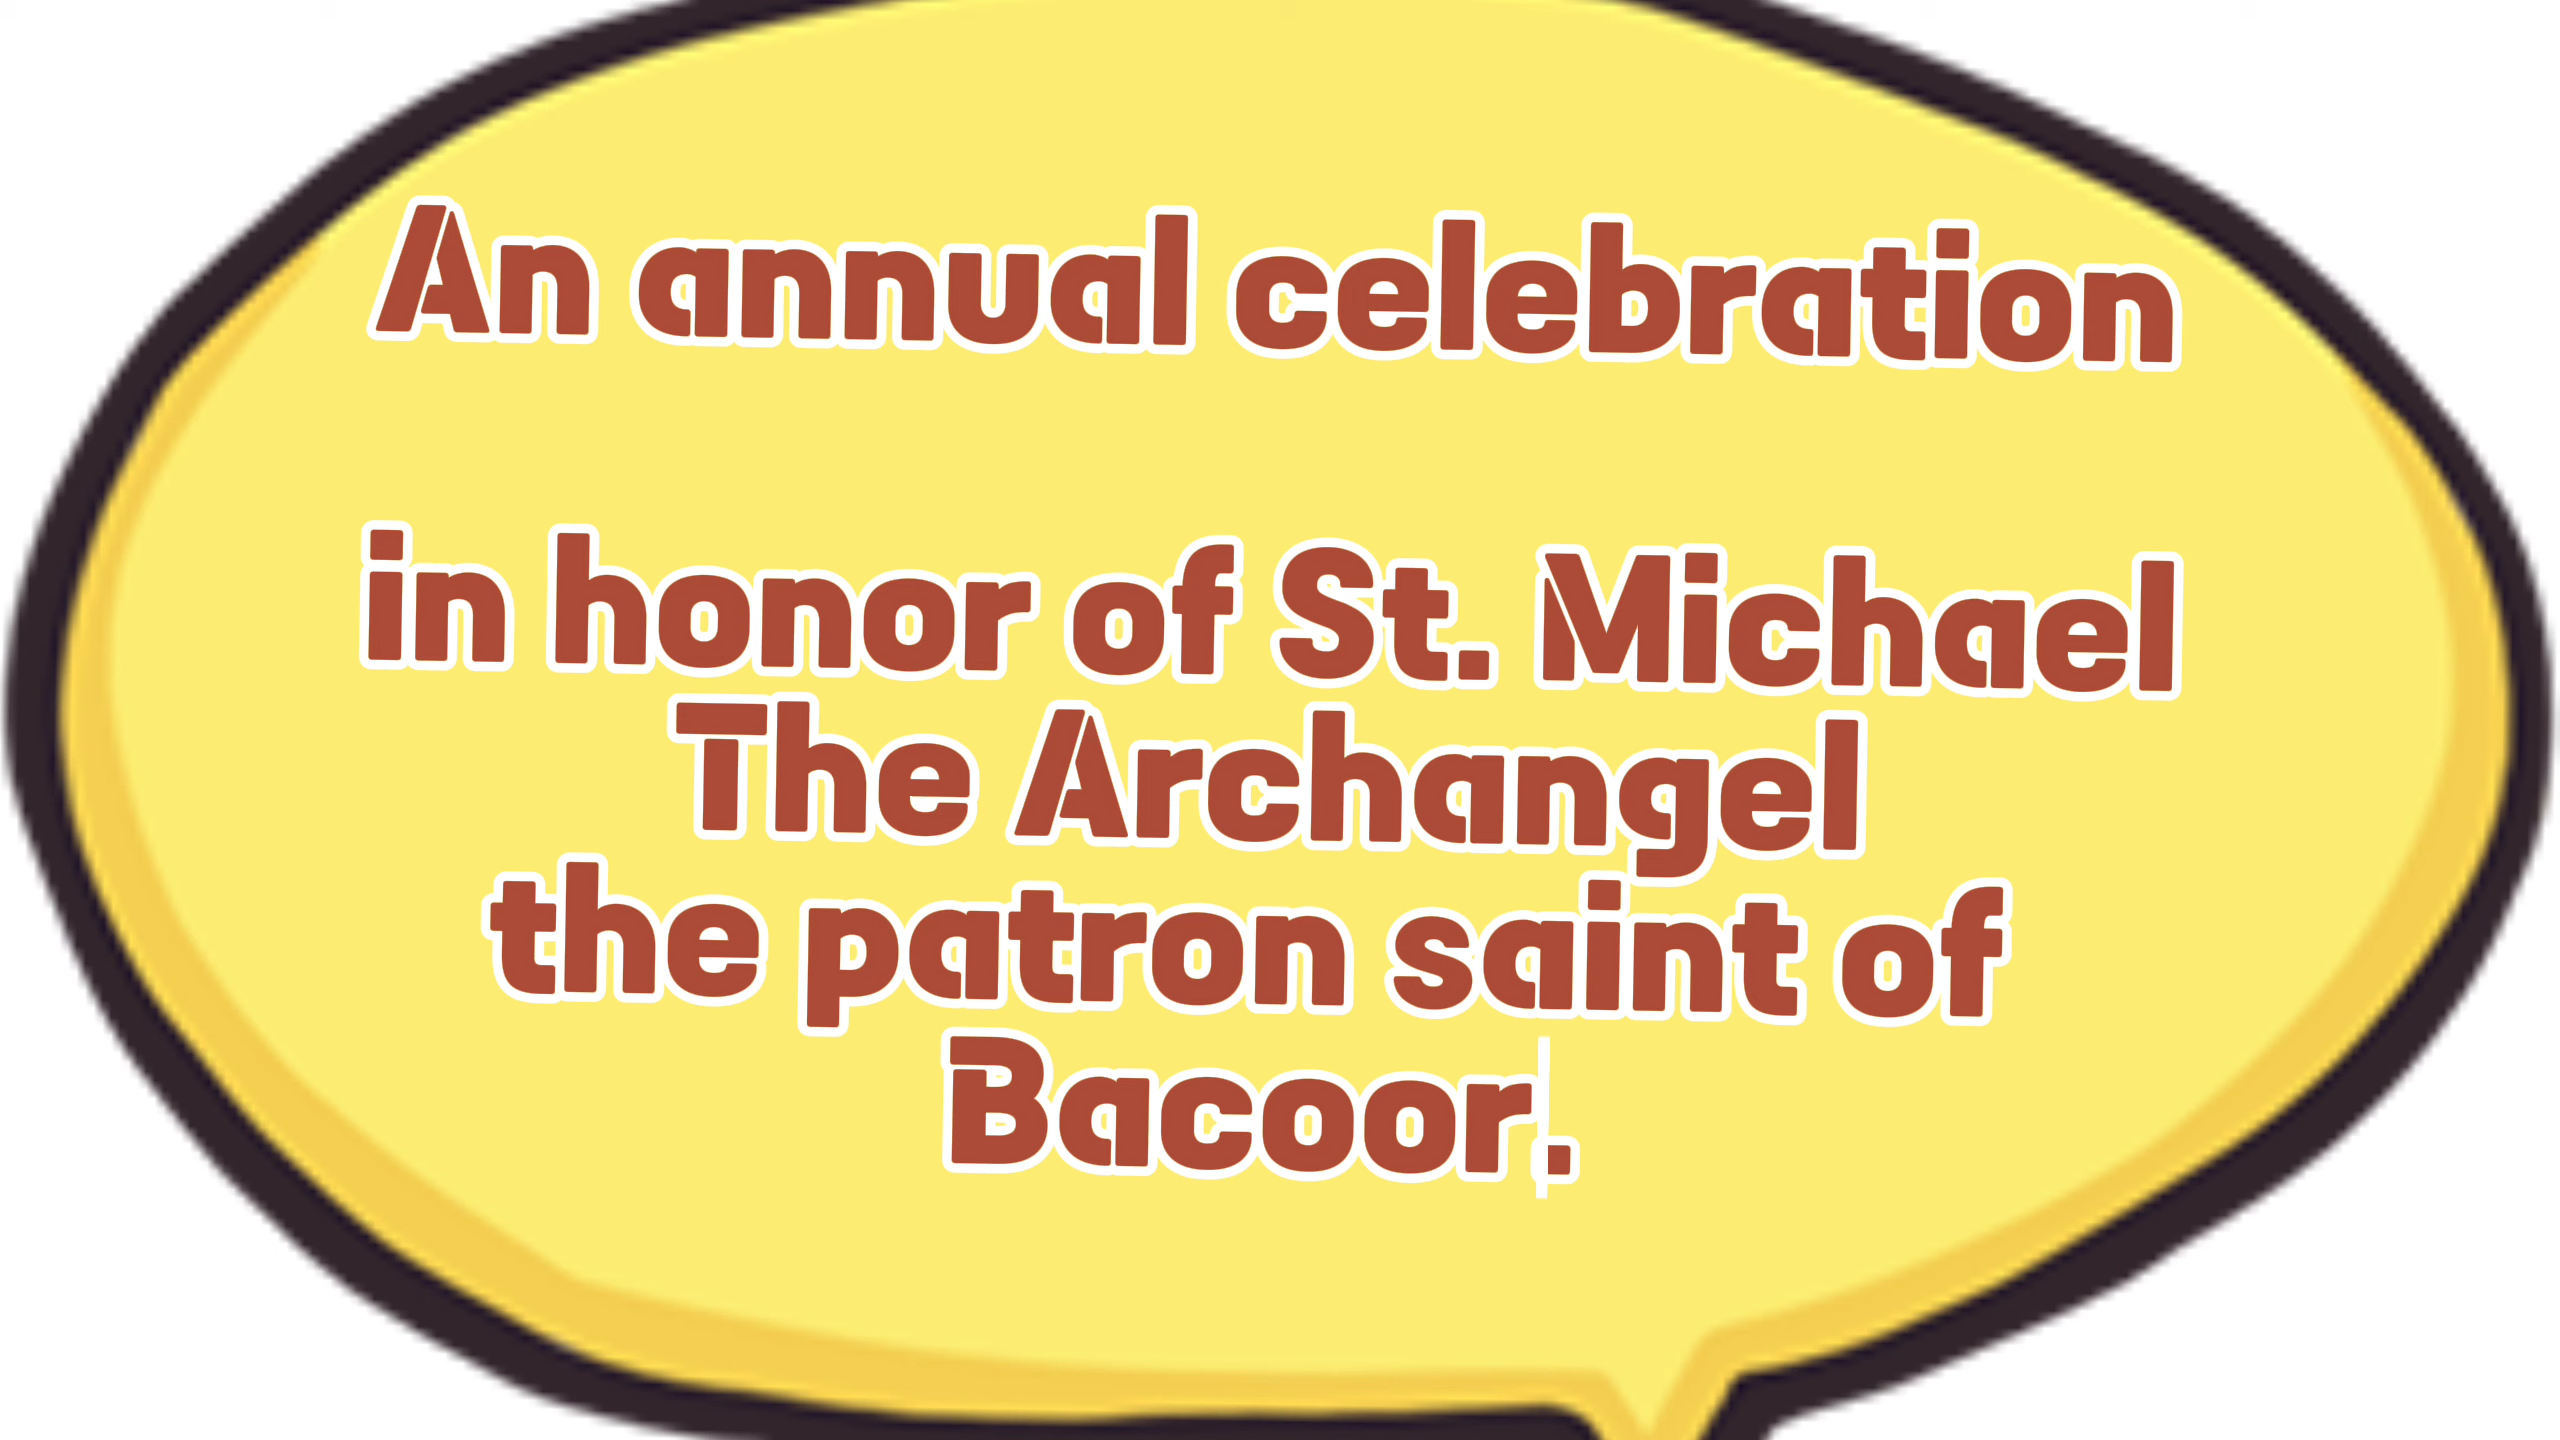 An annual celebration
in honor of St. Michael
The Archangel
the patron saint of
Bacoor.